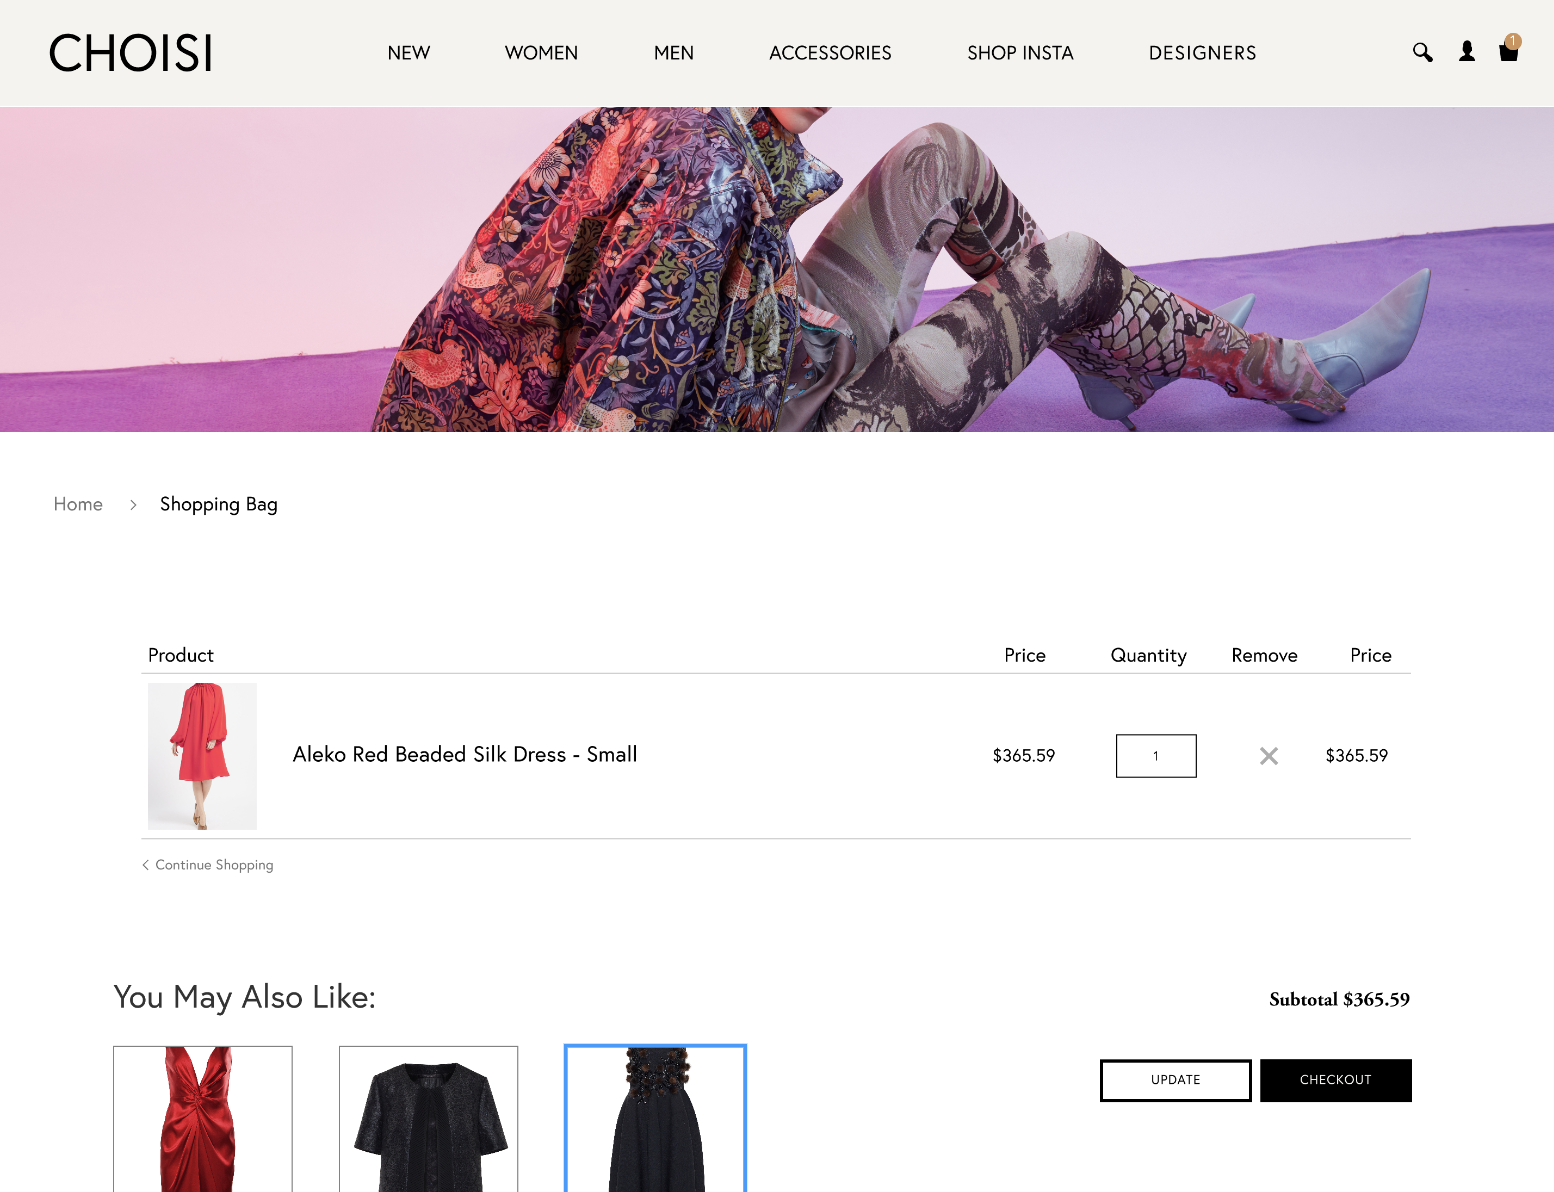 CHOISI
NEW WOMEN MEN ACCESSORIES SHOP INSTA DESIGNERS
1
Home > Shopping Bag
Product Price Quantity Remove Price
Aleko Red Beaded Silk Dress - Small $365.59 1 $365.59
< Continue Shopping
You May Also Like:
Subtotal $365.59
UPDATE CHECKOUT